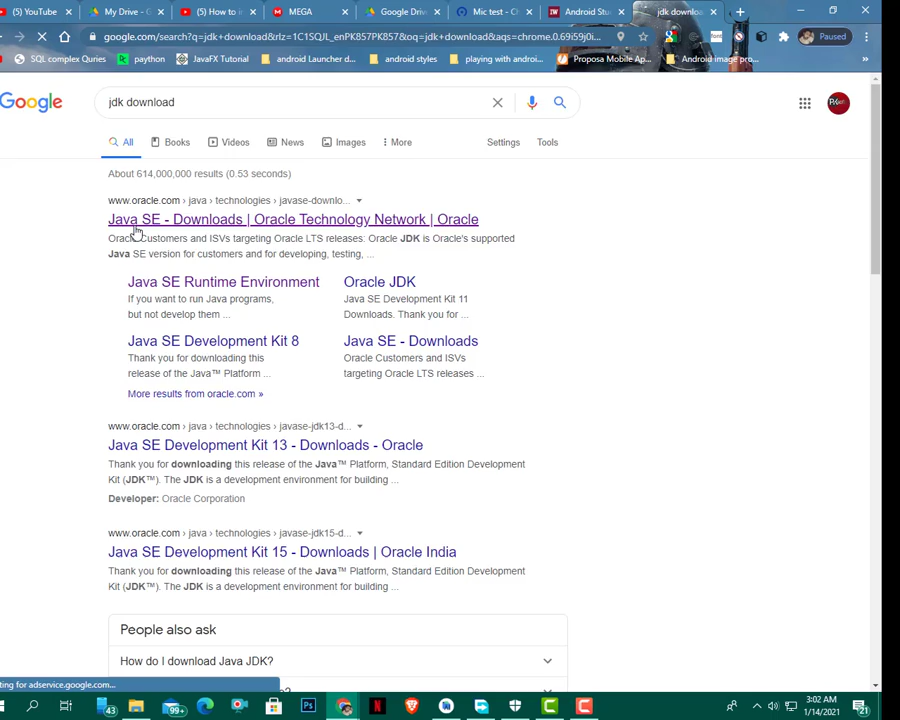 (5) YouTube
My Drive - G
(5) How to in
MEGA
Google Drive
Mic test - Ch
Android Stu
jdk downloa
google.com/search?q=jdk+download&rlz=1C1SQJL_enPK857PK857&oq=jdk+download&aqs=chrome.0.69i59j0i...
Paused
SQL complex Quries
paython
JavaFX Tutorial
android Launcher d...
android styles
playing with androi...
Proposa Mobile Ap...
Android image pro...
»
Google
jdk download
All
Books
Videos
News
Images
More
Settings
Tools
About 614,000,000 results (0.53 seconds)
www.oracle.com › java › technologies › javase-downlo...
Java SE - Downloads | Oracle Technology Network | Oracle
Oracle Customers and ISVs targeting Oracle LTS releases: Oracle JDK is Oracle's supported
Java SE version for customers and for developing, testing, ...
Java SE Runtime Environment
If you want to run Java programs,
but not develop them ...
Oracle JDK
Java SE Development Kit 11
Downloads. Thank you for ...
Java SE Development Kit 8
Thank you for downloading this
release of the Java™ Platform ...
Java SE - Downloads
Oracle Customers and ISVs
targeting Oracle LTS releases ...
More results from oracle.com »
www.oracle.com › java › technologies › javase-jdk13-d...
Java SE Development Kit 13 - Downloads - Oracle
Thank you for downloading this release of the Java™ Platform, Standard Edition Development
Kit (JDK™). The JDK is a development environment for building ...
Developer: Oracle Corporation
www.oracle.com › java › technologies › javase-jdk15-d...
Java SE Development Kit 15 - Downloads | Oracle India
Thank you for downloading this release of the Java™ Platform, Standard Edition Development
Kit (JDK™). The JDK is a development environment for building ...
People also ask
How do I download Java JDK?
ting for adservice.google.com...
43
99+
Ps
N
3:02 AM
1/14/2021
21